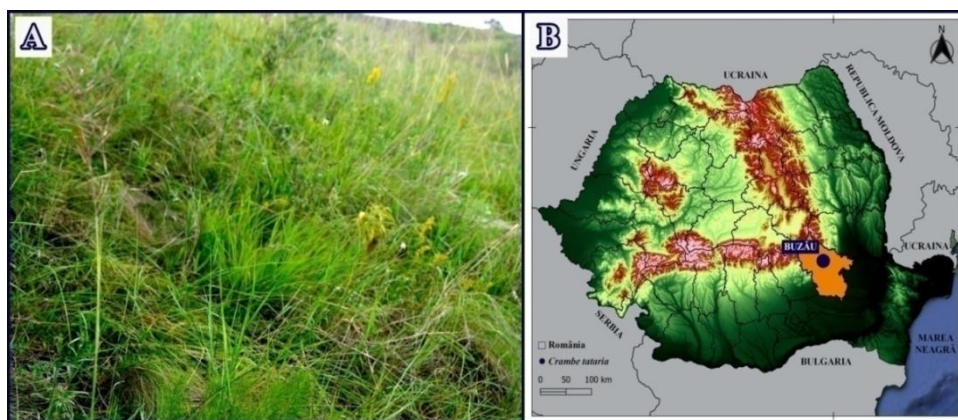 A
B
N
UCRAINA
REPUBLICA MOLDOVA
UNGARIA
BUZĂU
UCRAINA
SERBIA
România
Crambe tataria
0 50 100 km
BULGARIA
MAREA
NEAGRĂ